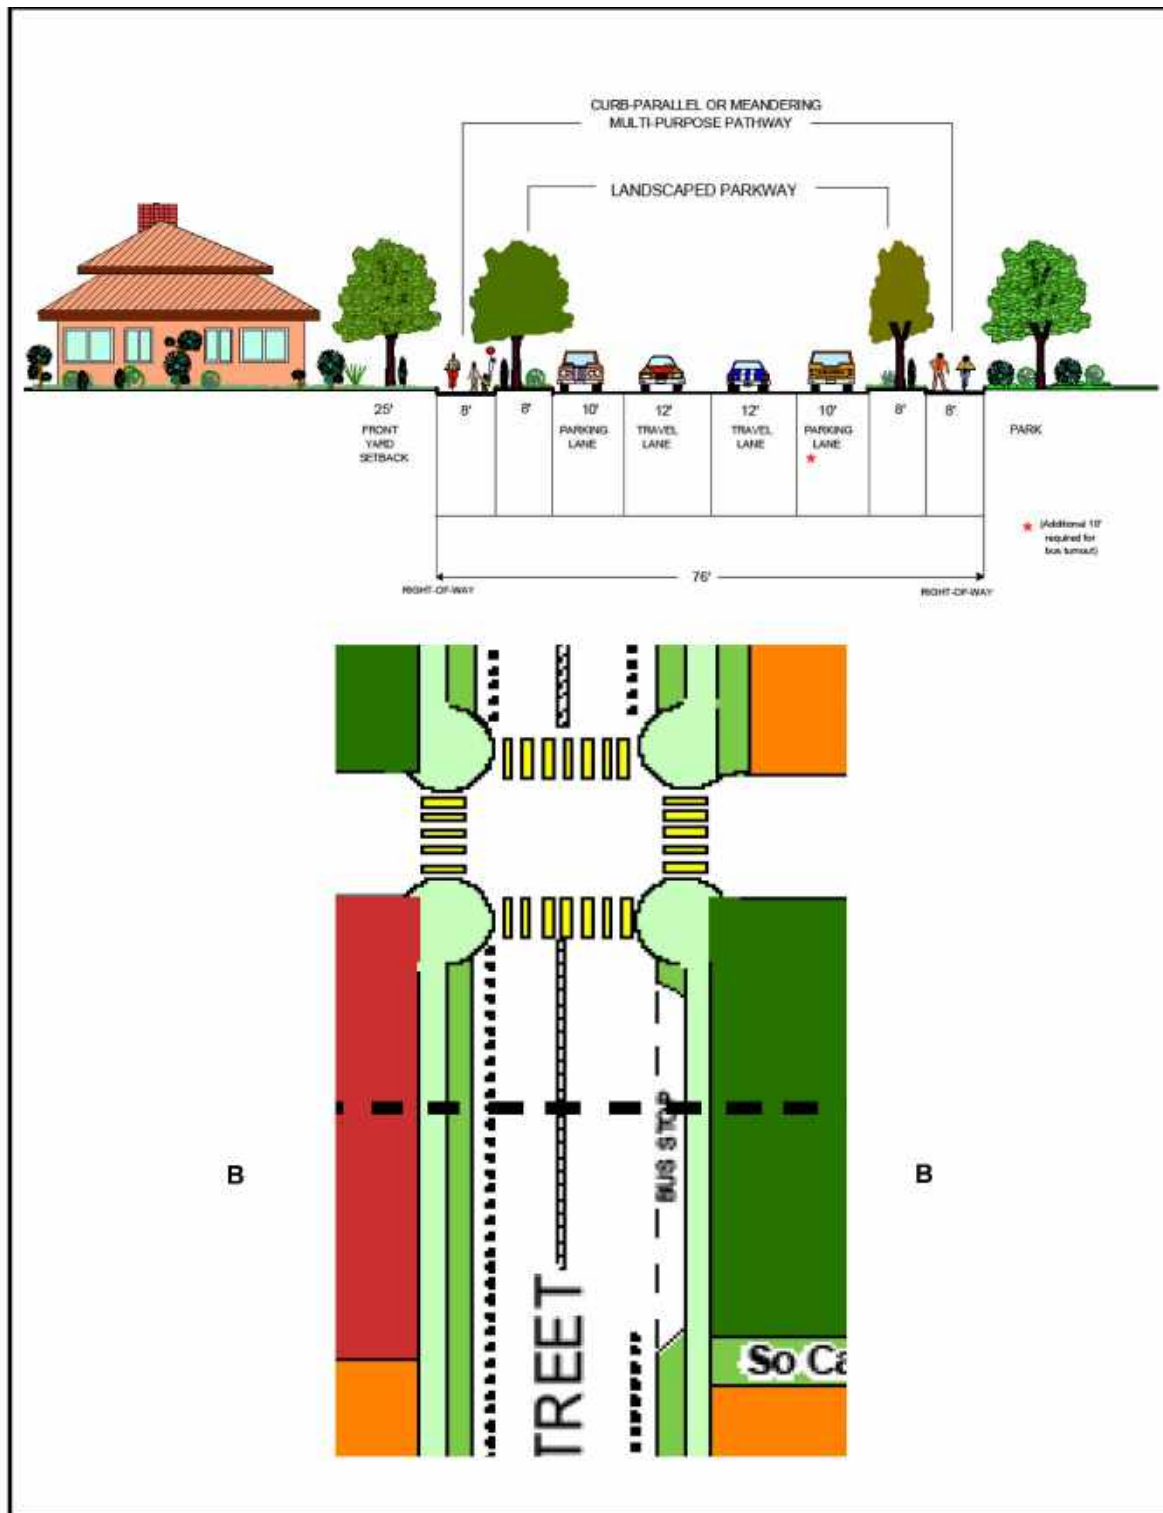 CURB-PARALLEL OR MEANDERING
MULTI-PURPOSE PATHWAY
LANDSCAPED PARKWAY
25' 8' 8' 10' 12' 12' 10' 8' 8'
FRONT YARD SETBACK
PARKING LANE
TRAVEL LANE
TRAVEL LANE
PARKING LANE
PARK
(Additional 10'
required for
bus turnout)
76'
RIGHT-OF-WAY RIGHT-OF-WAY
BUS STOP
B B
TREET
So Ca